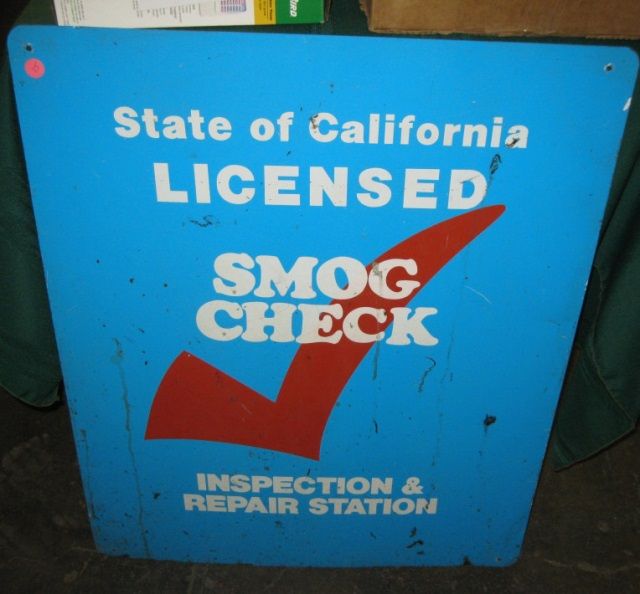 State of California
LICENSED
SMOG
CHECK
INSPECTION &
REPAIR STATION